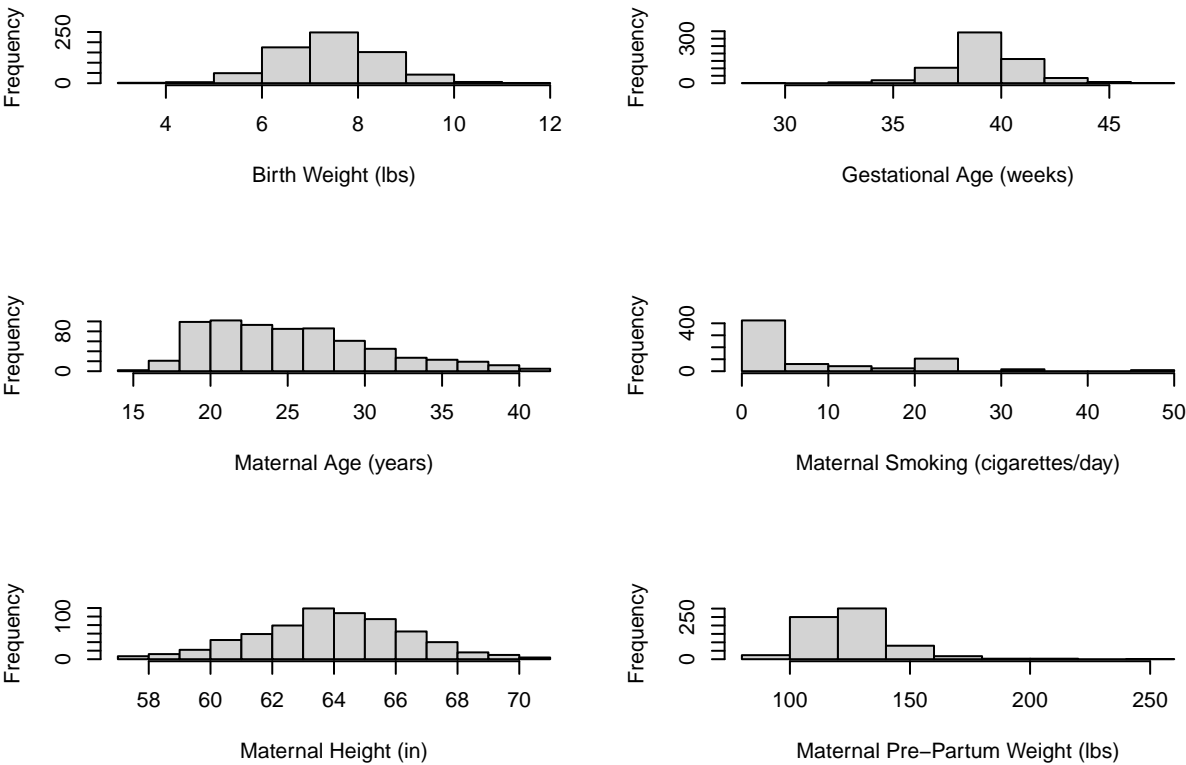 Frequency
0
250
4 6 8 10 12
Birth Weight (lbs)
Frequency
0
300
30 35 40 45
Gestational Age (weeks)
Frequency
0
80
15 20 25 30 35 40
Maternal Age (years)
Frequency
0
400
0 10 20 30 40 50
Maternal Smoking (cigarettes/day)
Frequency
0
100
58 60 62 64 66 68 70
Maternal Height (in)
Frequency
0
250
100 150 200 250
Maternal Pre−Partum Weight (lbs)